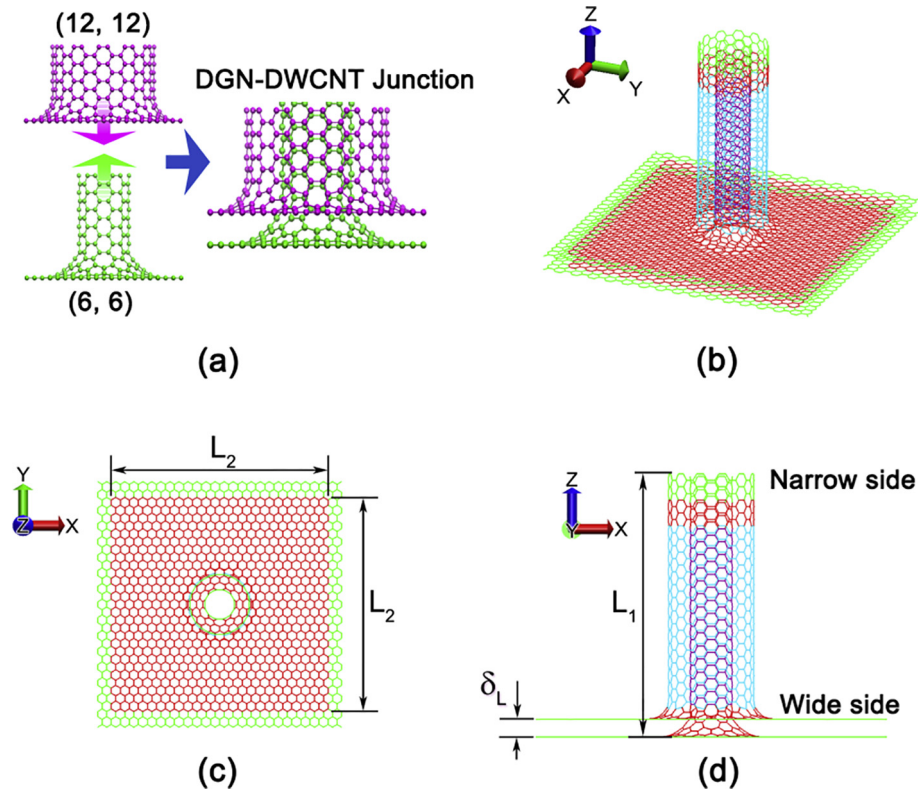 (12, 12)
DGN-DWCNT Junction
(6, 6)
(a)
Z
X
Y
(b)
L2
Y
Z
X
L2
(c)
Z
Y
X
Narrow side
L1
δL
Wide side
(d)